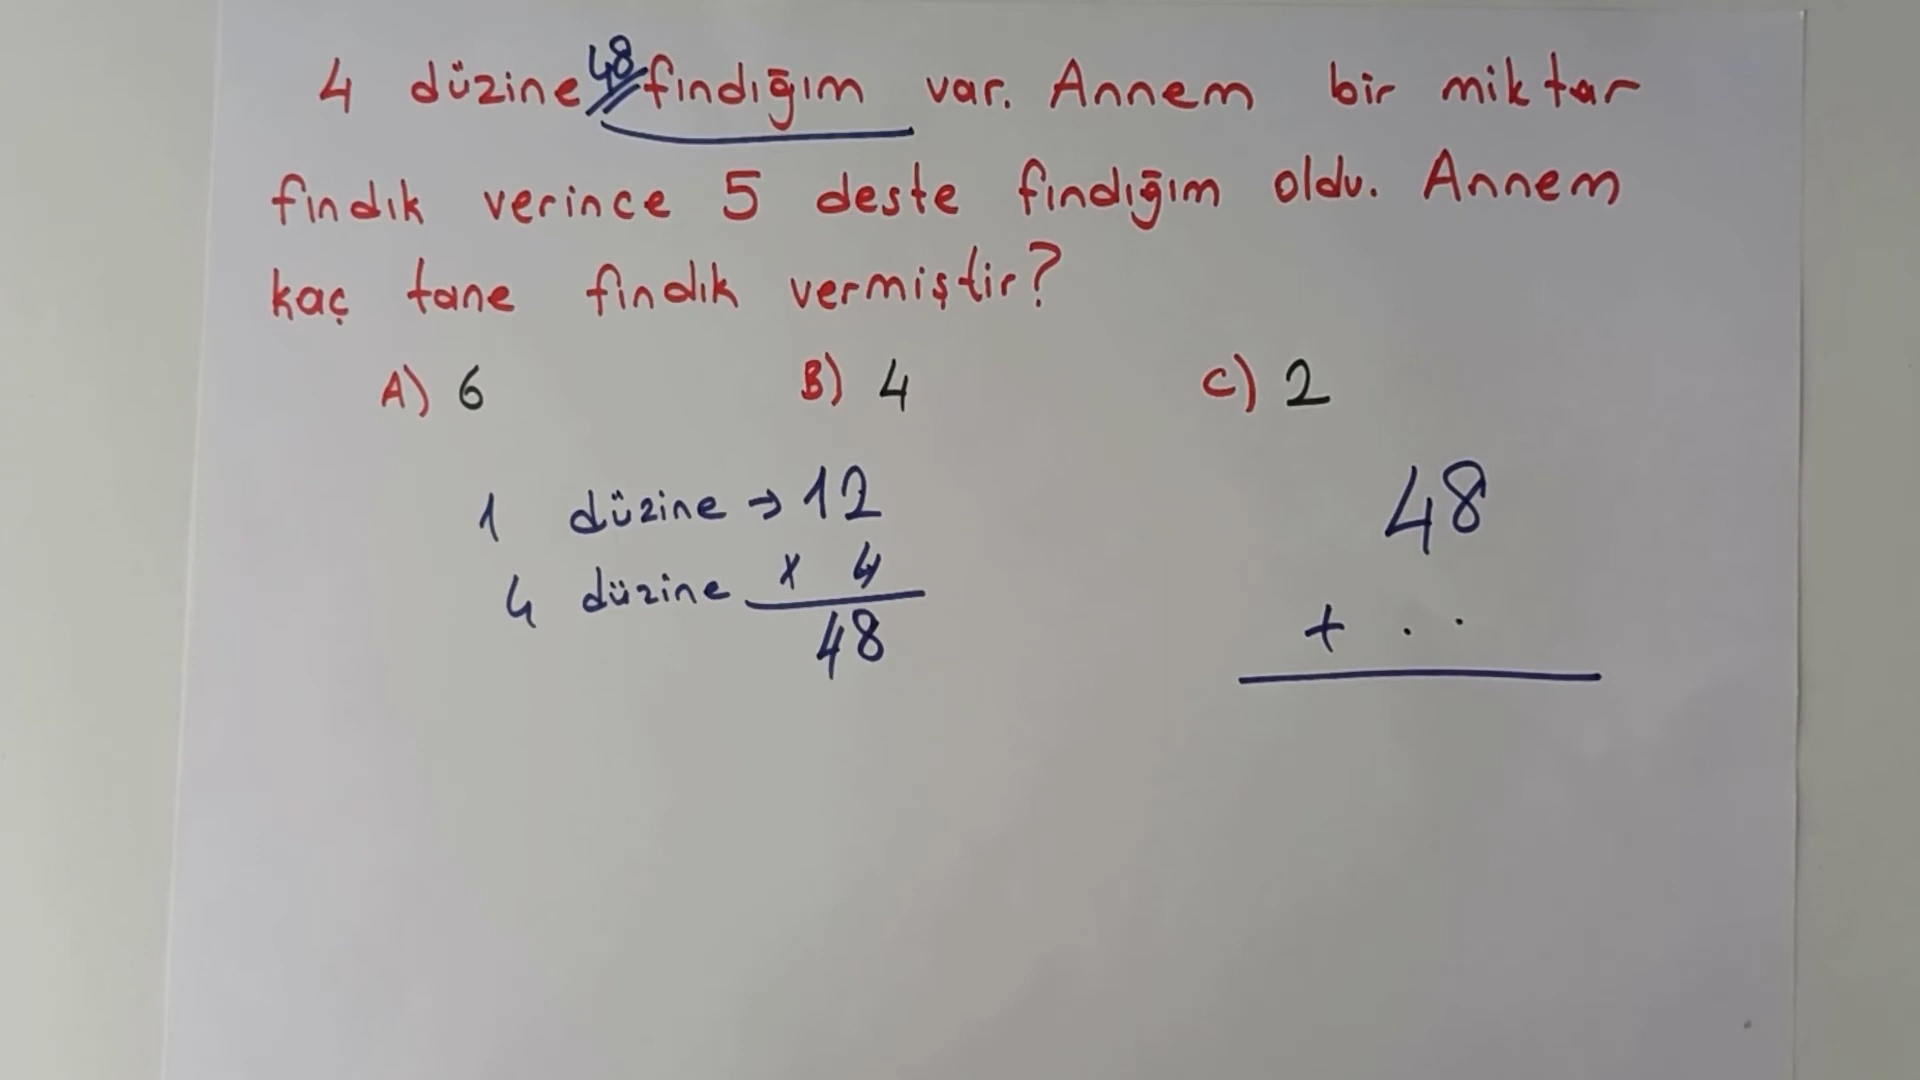 4 düzine 48 fındığım var. Annem bir miktar
fındık verince 5 deste fındığım oldu. Annem
kaç tane fındık vermiştir?
A) 6 B) 4 C) 2
1 düzine → 12
4 düzine x 4
48
48
+ . .